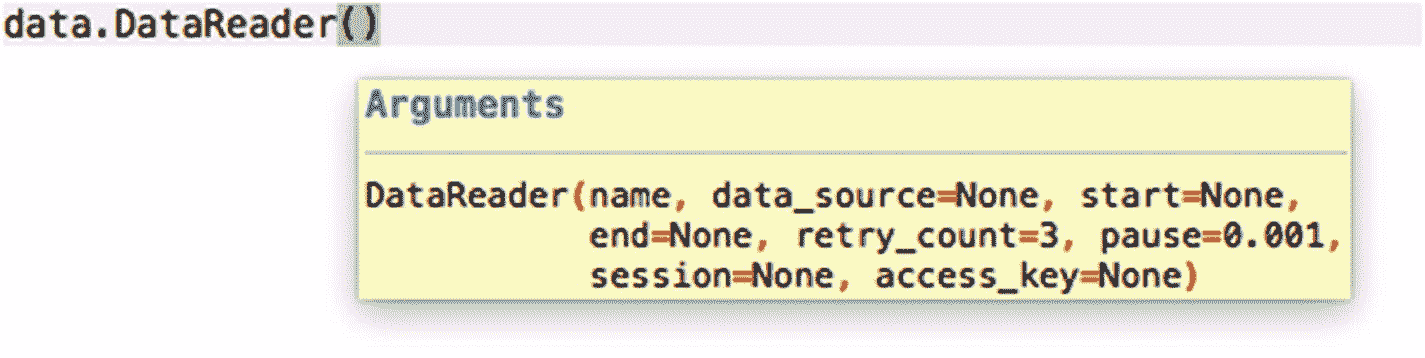 data.DataReader()
Arguments
DataReader(name, data_source=None, start=None,
end=None, retry_count=3, pause=0.001,
session=None, access_key=None)